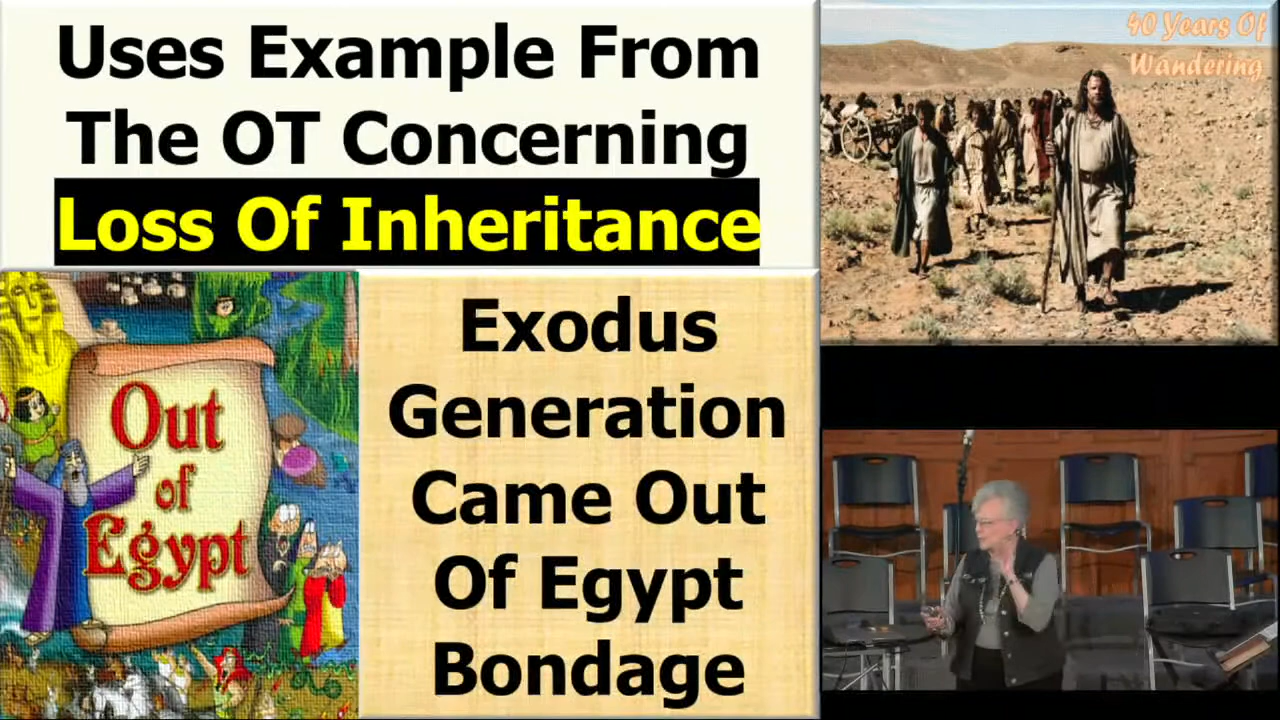 Uses Example From
The OT Concerning
Loss Of Inheritance
40 Years Of
Wandering
Out
of
Egypt
Exodus
Generation
Came Out
Of Egypt
Bondage